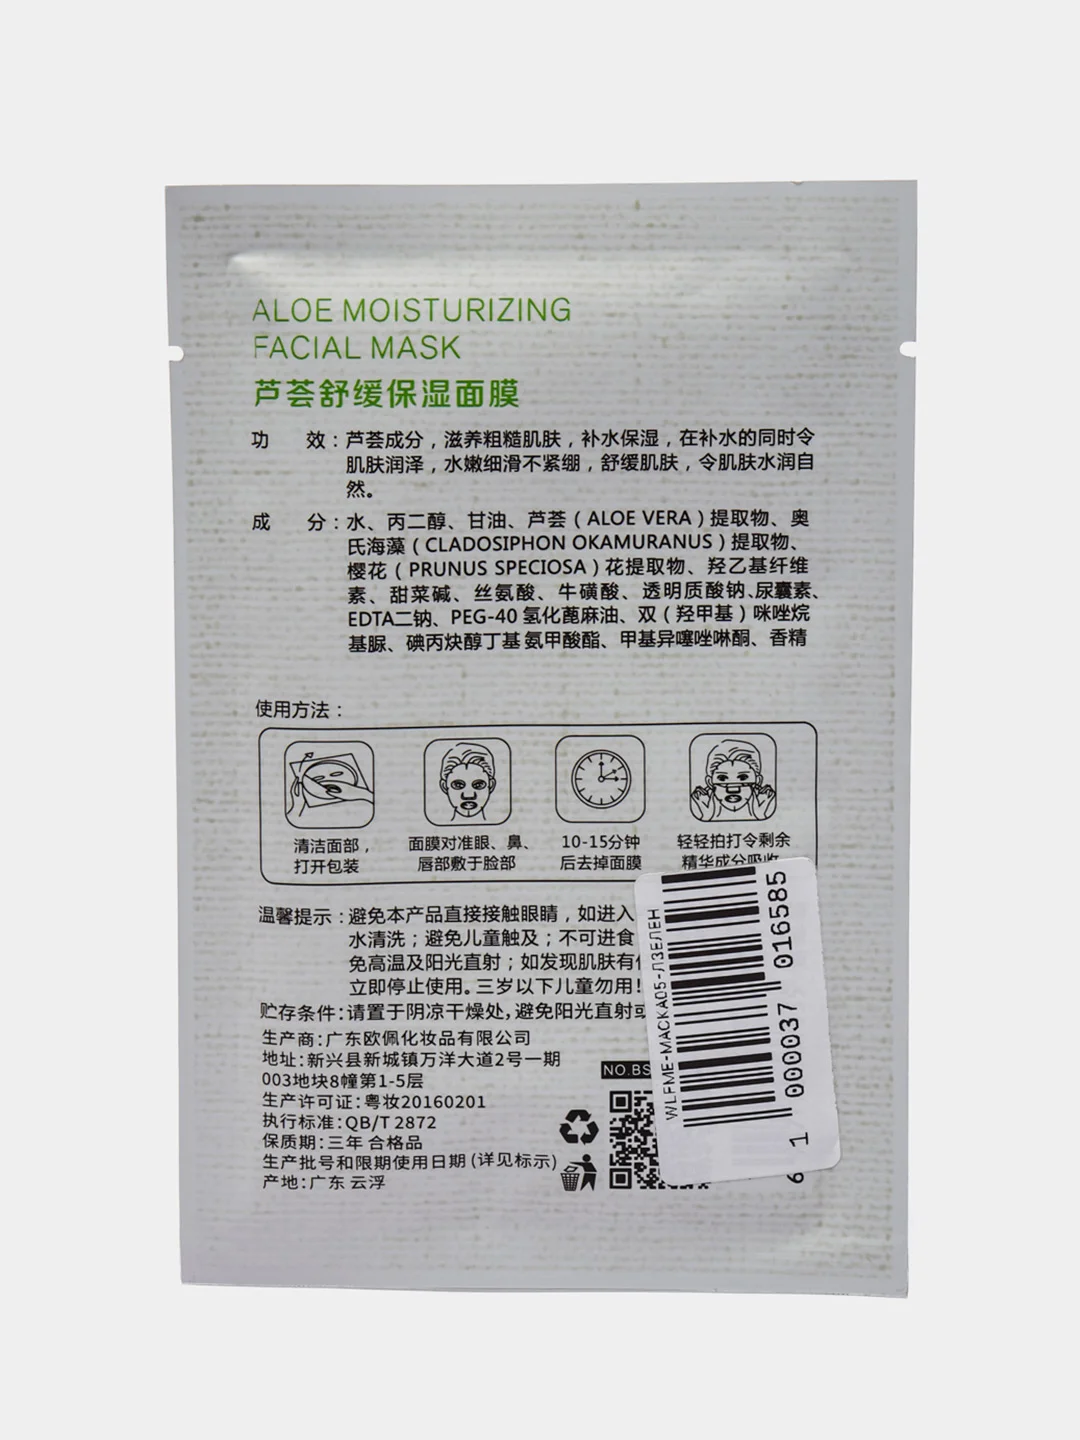 ALOE MOISTURIZING
FACIAL MASK
芦荟舒缓保湿面膜
功 效：芦荟成分，滋养粗糙肌肤，补水保湿，在补水的同时令
肌肤润泽，水嫩细滑不紧绷，舒缓肌肤，令肌肤水润自
然。
成 分：水、丙二醇、甘油、芦荟（ALOE VERA）提取物、奥
氏海藻（CLADOSIPHON OKAMURANUS）提取物、
樱花（PRUNUS SPECIOSA）花提取物、羟乙基纤维
素、甜菜碱、丝氨酸、牛磺酸、透明质酸钠、尿囊素、
EDTA二钠、PEG-40 氢化蓖麻油、双（羟甲基）咪唑烷
基脲、碘丙炔醇丁基氨甲酸酯、甲基异噻唑啉酮、香精
使用方法：
清洁面部，
打开包装
面膜对准眼、鼻、
唇部敷于脸部
10-15分钟
后去掉面膜
轻轻拍打令剩余
精华成分吸收
温馨提示：避免本产品直接接触眼睛，如进入
水清洗；避免儿童触及；不可进食
免高温及阳光直射；如发现肌肤有
立即停止使用。三岁以下儿童勿用！
贮存条件：请置于阴凉干燥处，避免阳光直射或
生产商：广东欧佩化妆品有限公司
地址：新兴县新城镇万洋大道2号一期
003地块8幢第1-5层
生产许可证：粤妆20160201
执行标准：QB/T 2872
保质期：三年 合格品
生产批号和限期使用日期（详见标示）
产地：广东 云浮
NO.BS
WLFME-МАСКА05-ЛЗЕЛЕН
1 000037 016585